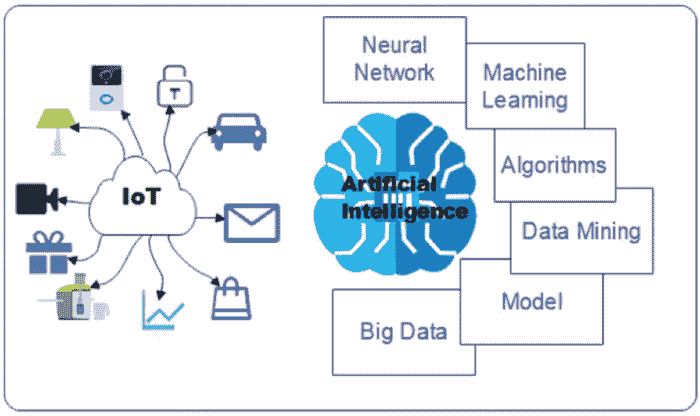 T
IoT
Neural
Network
Machine
Learning
Algorithms
Artificial
Intelligence
Data Mining
Model
Big Data